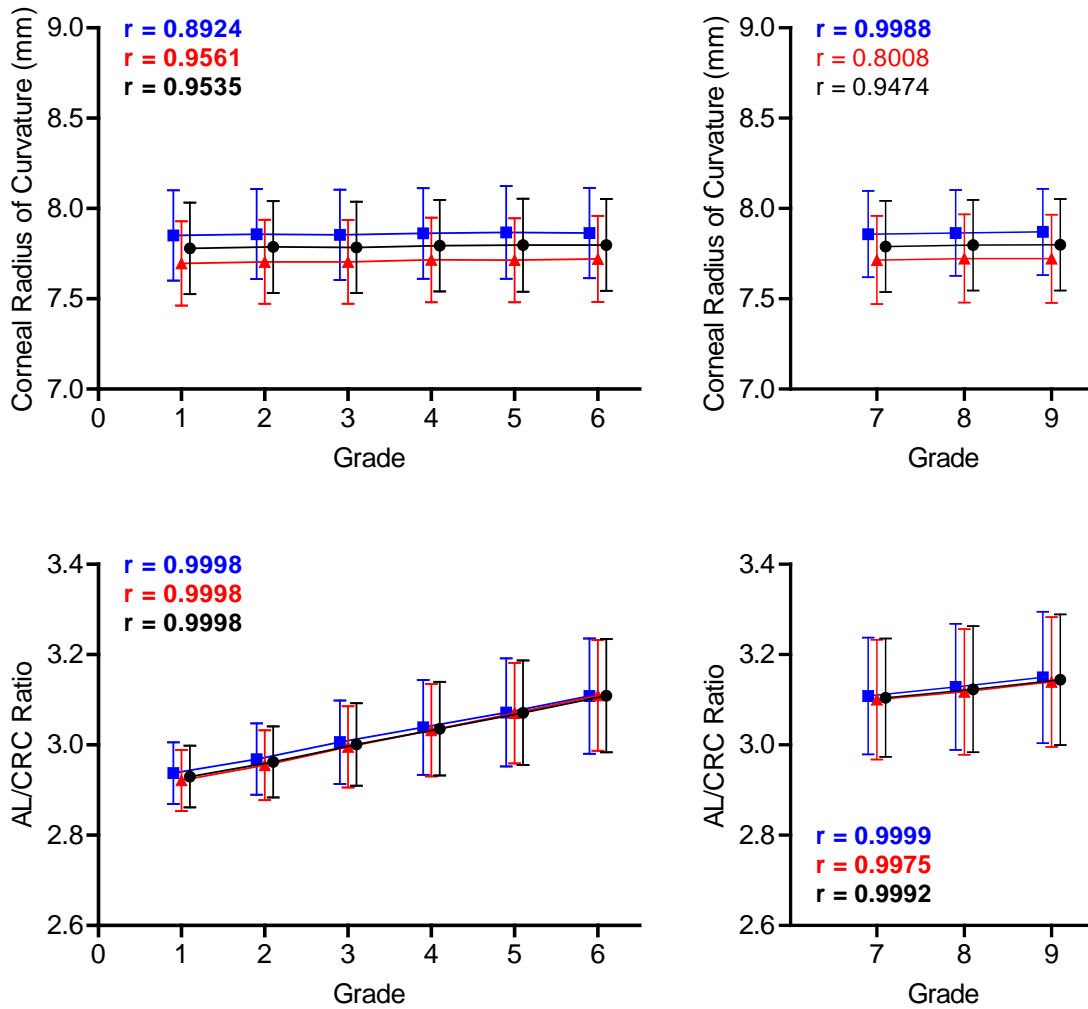 Corneal Radius of Curvature (mm)
9.0
8.5
8.0
7.5
7.0
r = 0.8924
r = 0.9561
r = 0.9535
0 1 2 3 4 5 6
Grade
Corneal Radius of Curvature (mm)
9.0
8.5
8.0
7.5
7.0
r = 0.9988
r = 0.8008
r = 0.9474
7 8 9
Grade
AL/CRC Ratio
3.4
3.2
3.0
2.8
2.6
r = 0.9998
r = 0.9998
r = 0.9998
0 1 2 3 4 5 6
Grade
AL/CRC Ratio
3.4
3.2
3.0
2.8
2.6
r = 0.9999
r = 0.9975
r = 0.9992
7 8 9
Grade